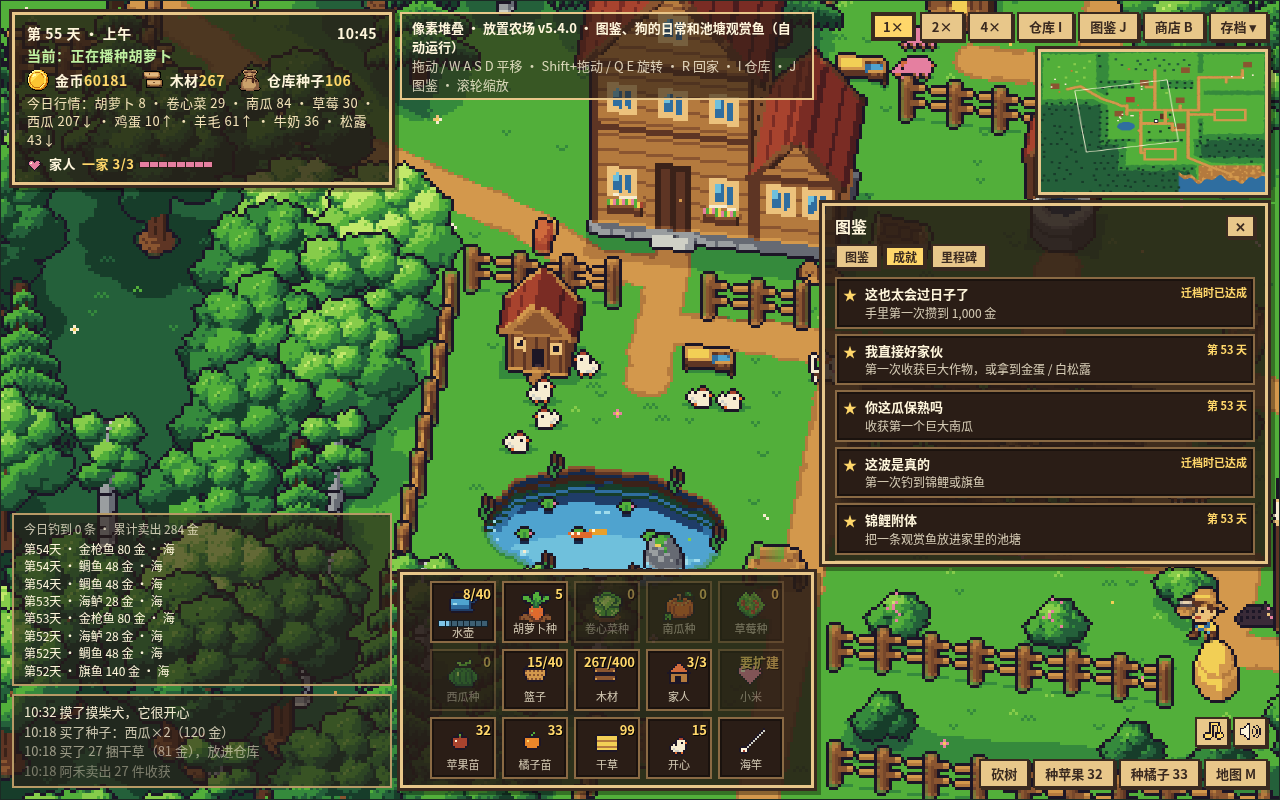 第 55 天 · 上午
10:45
当前：正在播种胡萝卜
金币60181 木材267 仓库种子106
今日行情：胡萝卜 8 · 卷心菜 29 · 南瓜 84 · 草莓 30 ·
西瓜 207↓ · 鸡蛋 10↑ · 羊毛 61↑ · 牛奶 36 · 松露
43↓
家人 一家 3/3
像素堆叠 · 放置农场 v5.4.0 · 图鉴、狗的日常和池塘观赏鱼（自
动运行）
拖动 / W A S D 平移 · Shift+拖动 / Q E 旋转 · R 回家 · I 仓库 · J
图鉴 · 滚轮缩放
1×
2×
4×
仓库 I
图鉴 J
商店 B
存档 ▾
图鉴
×
图鉴
成就
里程碑
这也太会过日子了
迁档时已达成
手里第一次攒到 1,000 金
我直接好家伙
第 53 天
第一次收获巨大作物，或拿到金蛋 / 白松露
你这瓜保熟吗
第 53 天
收获第一个巨大南瓜
这波是真的
迁档时已达成
第一次钓到锦鲤或旗鱼
锦鲤附体
第 53 天
把一条观赏鱼放进家里的池塘
今日钓到 0 条 · 累计卖出 284 金
第54天 · 金枪鱼 80 金 · 海
第54天 · 鲷鱼 48 金 · 海
第54天 · 鲷鱼 48 金 · 海
第53天 · 海鲈 28 金 · 海
第53天 · 金枪鱼 80 金 · 海
第52天 · 海鲈 28 金 · 海
第52天 · 鲷鱼 48 金 · 海
第52天 · 旗鱼 140 金 · 海
10:32 摸了摸柴犬，它很开心
10:18 买了种子：西瓜×2（120 金）
10:18 买了 27 捆干草（81 金），放进仓库
10:18 阿禾卖出 27 件收获
8/40
水壶
5
胡萝卜种
0
卷心菜种
0
南瓜种
0
草莓种
0
西瓜种
15/40
篮子
267/400
木材
3/3
家人
要扩建
小米
32
苹果苗
33
橘子苗
99
干草
15
开心
海竿
砍树
种苹果 32
种橘子 33
地图 M